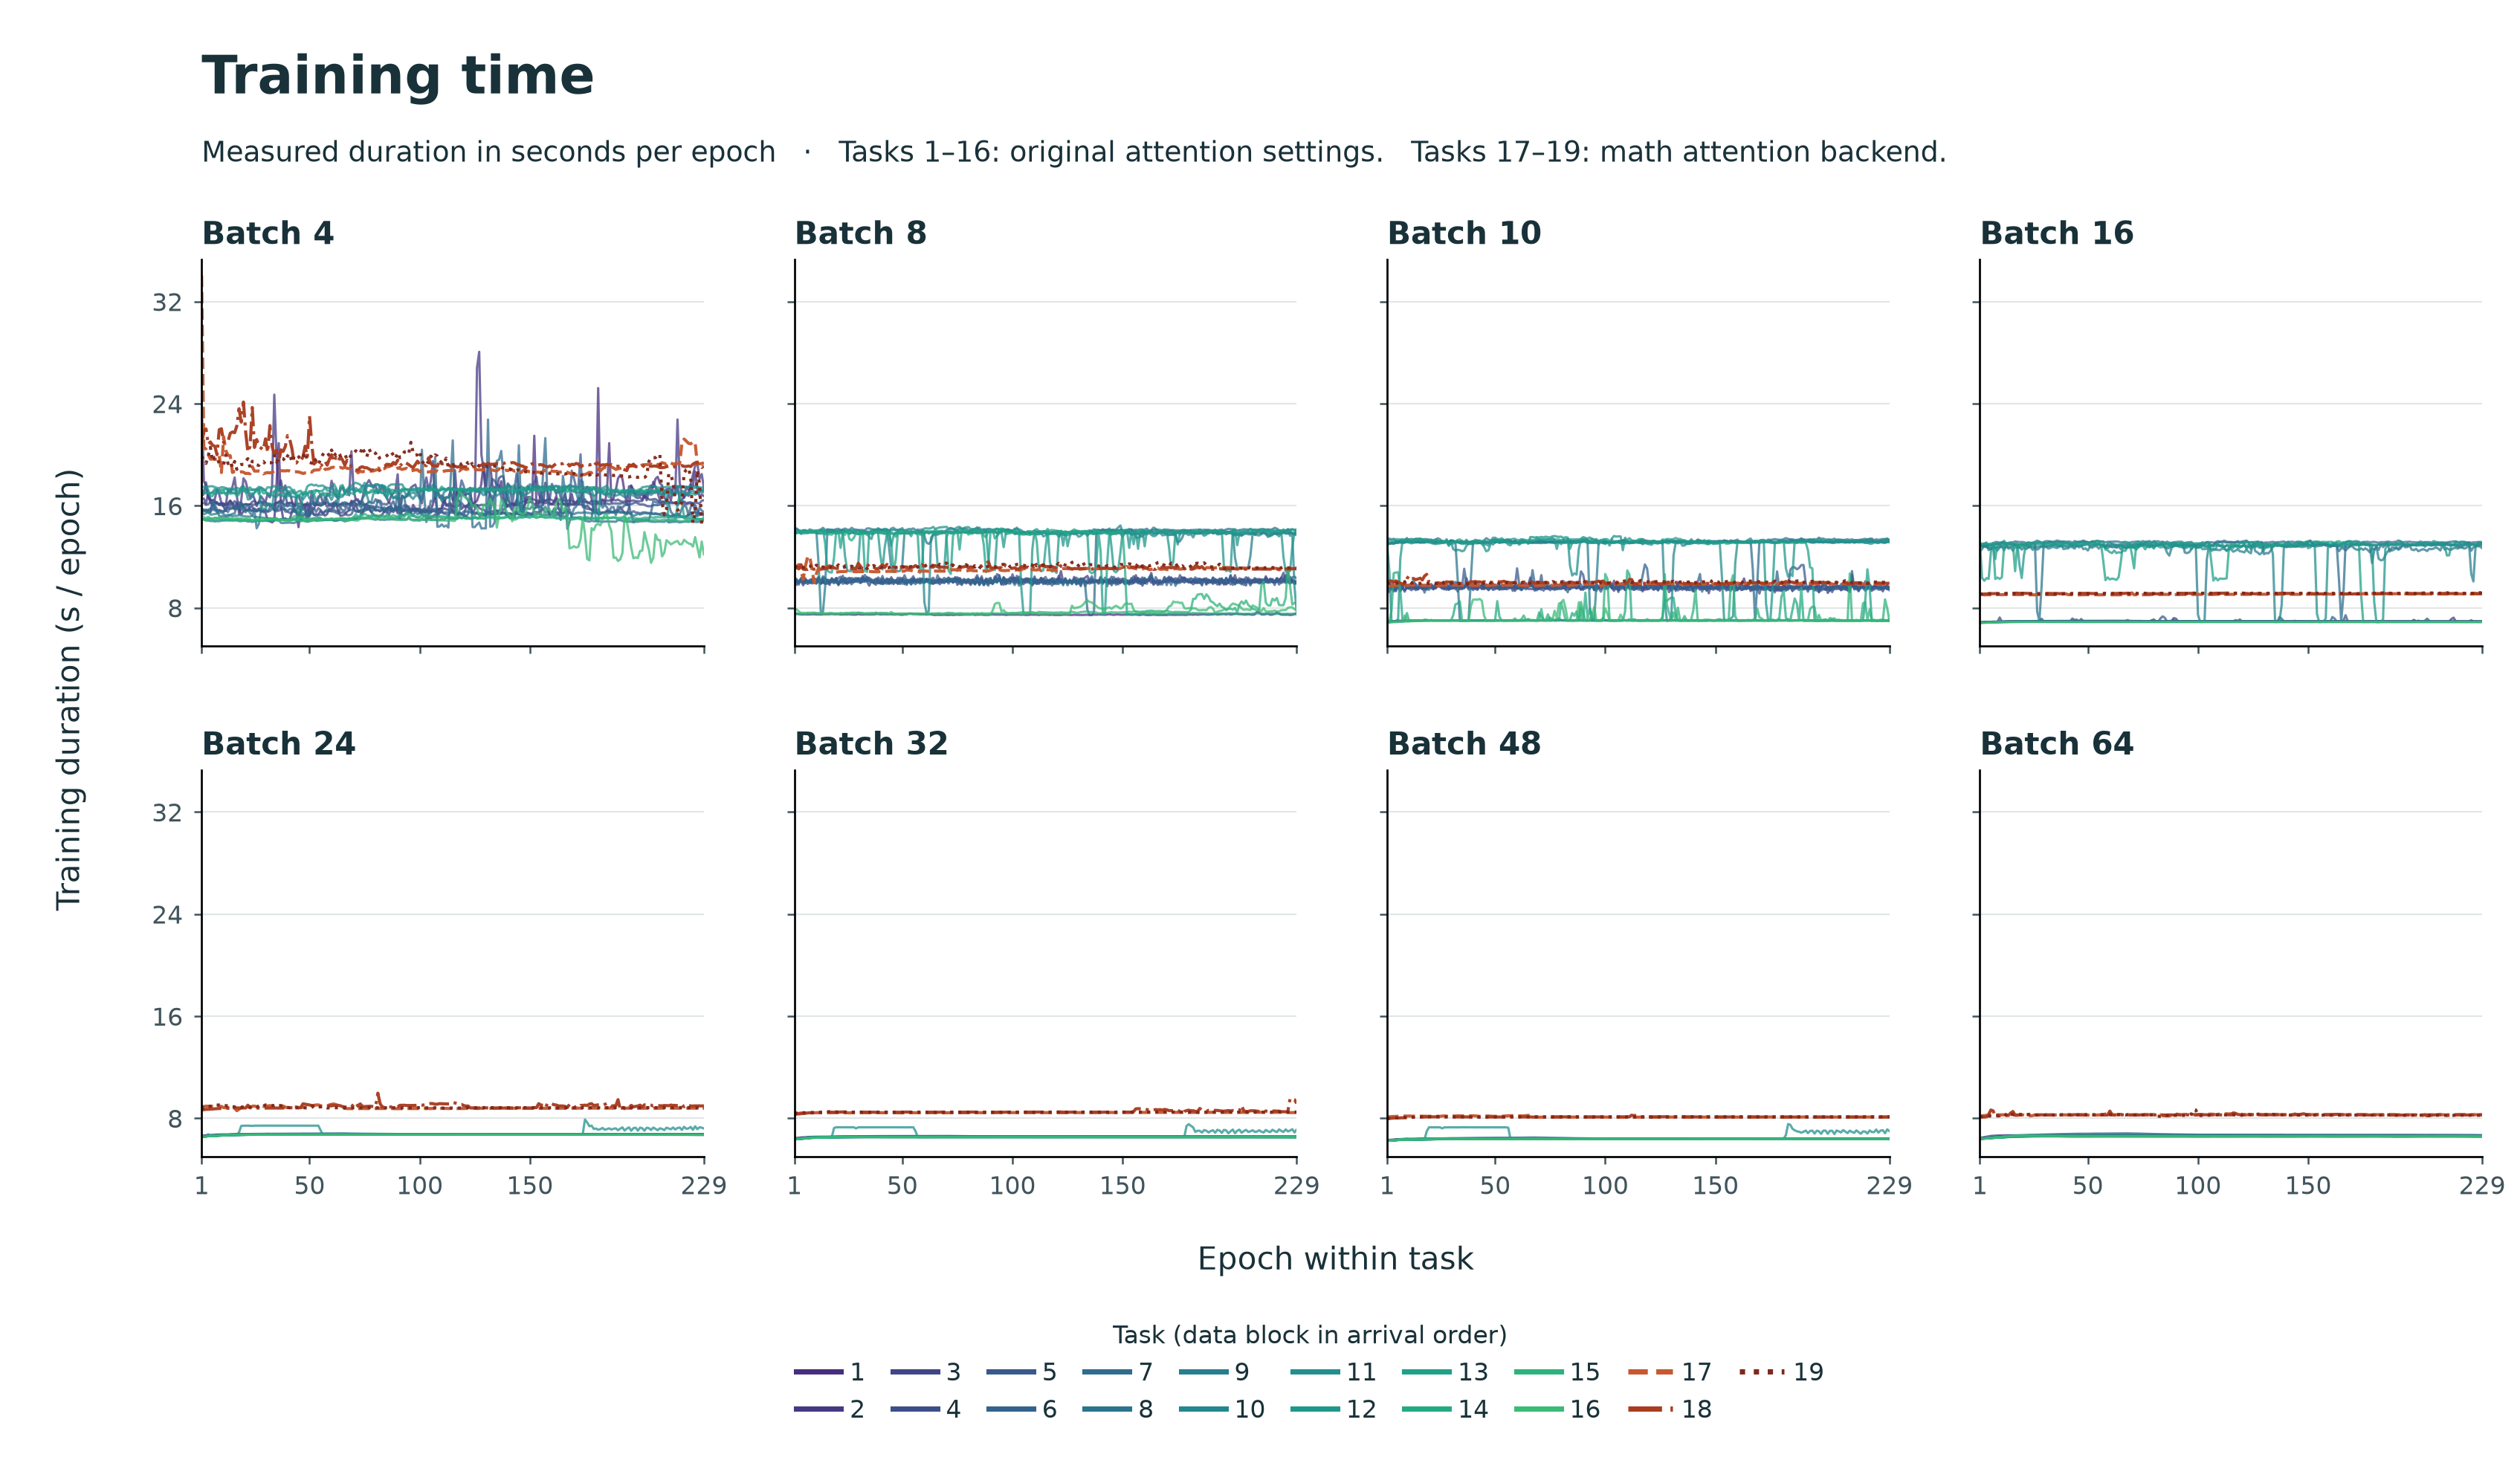 Training time
Measured duration in seconds per epoch · Tasks 1–16: original attention settings. Tasks 17–19: math attention backend.
Batch 4 Batch 8 Batch 10 Batch 16
32
24
16
8
Training duration (s / epoch)
Batch 24 Batch 32 Batch 48 Batch 64
32
24
16
8
1 50 100 150 229 1 50 100 150 229 1 50 100 150 229 1 50 100 150 229
Epoch within task
Task (data block in arrival order)
1 3 5 7 9 11 13 15 17 19
2 4 6 8 10 12 14 16 18